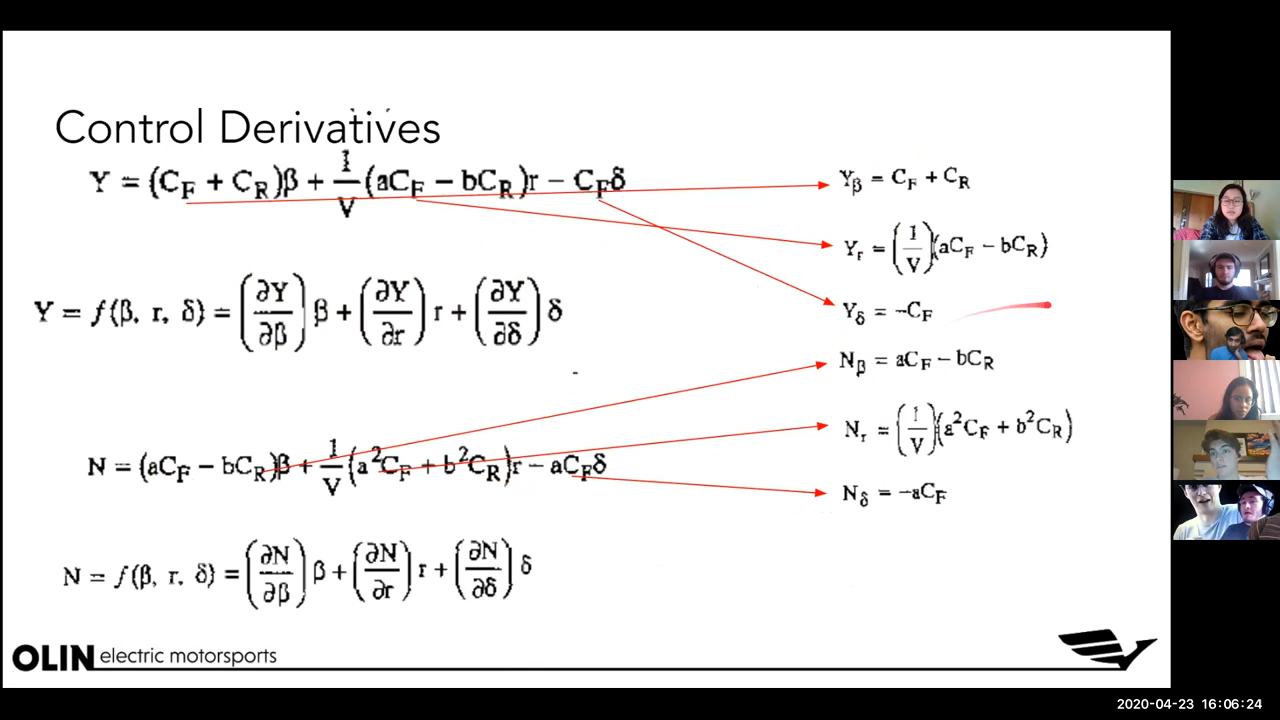 Control Derivatives
Y = (C_F + C_R)β + 1/V (aC_F − bC_R)r − C_Fδ
Y_β = C_F + C_R
Y_r = (1/V)(aC_F − bC_R)
Y = f(β, r, δ) = (∂Y/∂β) β + (∂Y/∂r) r + (∂Y/∂δ) δ
Y_δ = −C_F
N_β = aC_F − bC_R
N_r = (1/V)(a²C_F + b²C_R)
N = (aC_F − bC_R)β + 1/V (a²C_F + b²C_R)r − aC_Fδ
N_δ = −aC_F
N = f(β, r, δ) = (∂N/∂β) β + (∂N/∂r) r + (∂N/∂δ) δ
OLIN electric motorsports
2020-04-23 16:06:24